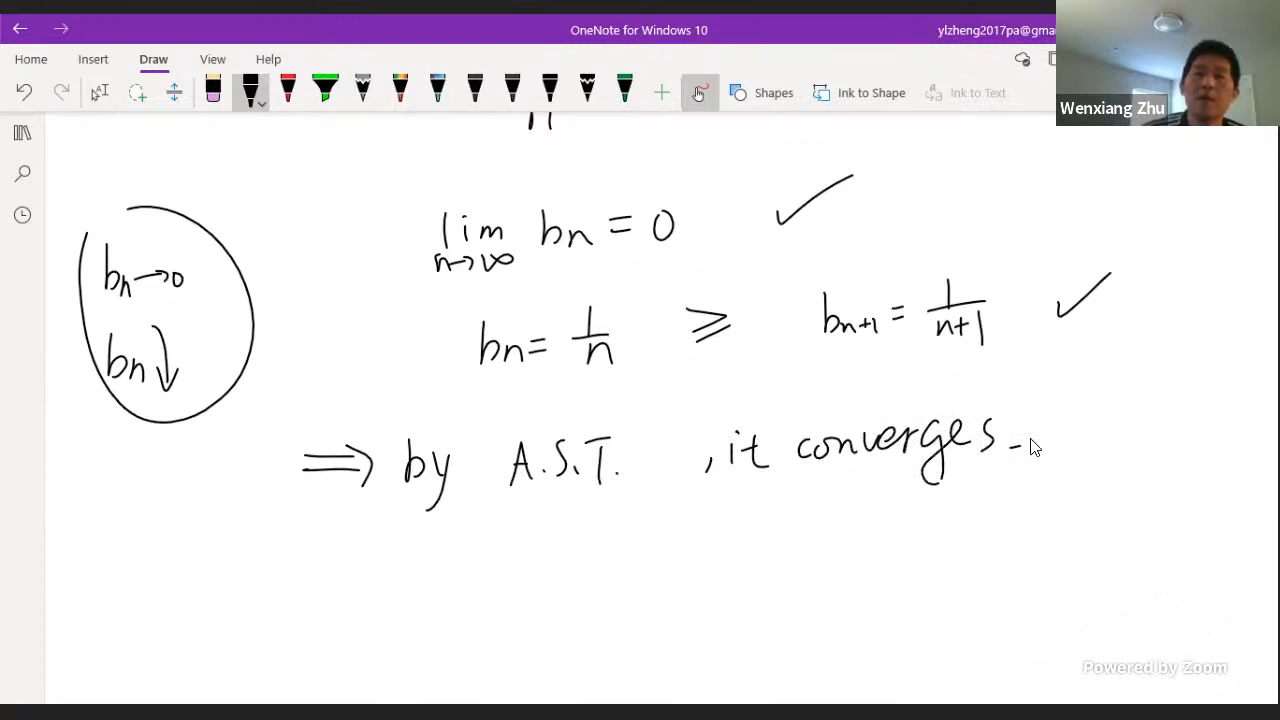 OneNote for Windows 10
ylzheng2017pa@gma
Home Insert Draw View Help
Shapes Ink to Shape Ink to Text
Wenxiang Zhu
n
lim bn = 0
n→∞
bn→0
bn↓
bn = 1/n ≥ bn+1 = 1/n+1
⇒ by A.S.T. , it converges -
Powered by Zoom